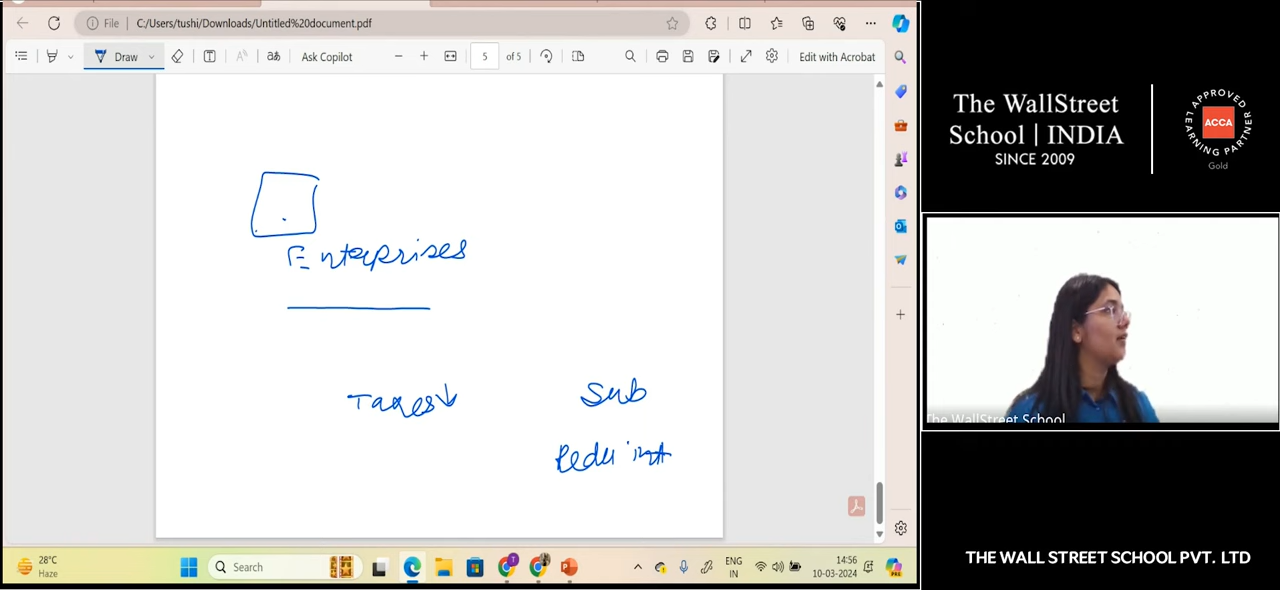 File
C:/Users/tushi/Downloads/Untitled%20document.pdf
Draw
Ask Copilot
5
of 5
Edit with Acrobat
Enterprises
Taxes↓
Sub
Redu int
28°C
Haze
Search
ENG
IN
14:56
10-03-2024
The WallStreet
School | INDIA
SINCE 2009
APPROVED
ACCA
LEARNING PARTNER
Gold
The WallStreet School
THE WALL STREET SCHOOL PVT. LTD